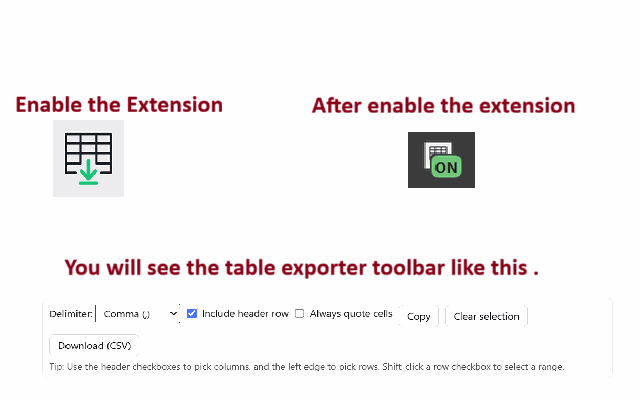 Enable the Extension
After enable the extension
ON
You will see the table exporter toolbar like this .
Delimiter: Comma (,) Include header row Always quote cells Copy Clear selection
Download (CSV)
Tip: Use the header checkboxes to pick columns, and the left edge to pick rows. Shift-click a row checkbox to select a range.